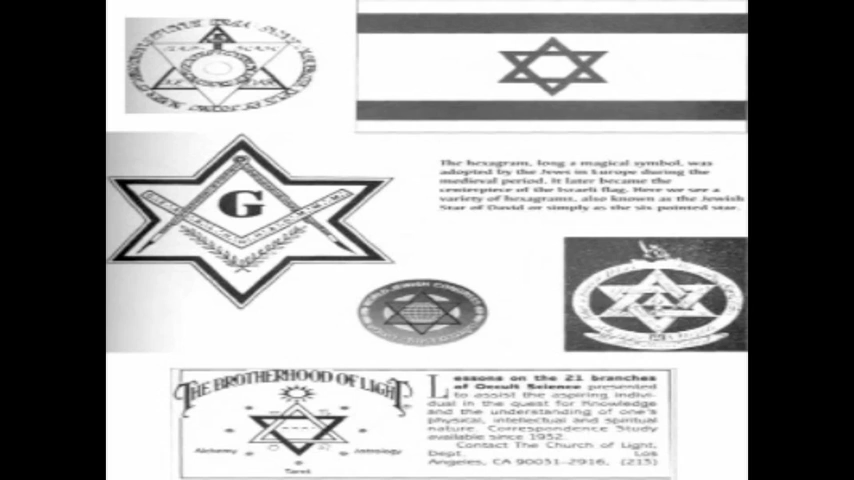 G
The hexagram, long a magical symbol, was
adopted by the Jews in Europe during the
medieval period. It later became the
centerpiece of the Israeli flag. Here we see a
variety of hexagrams, also known as the Jewish
Star of David or simply as the six-pointed star.
WORLD JEWISH CONGRESS
THE BROTHERHOOD OF LIGHT
Alchemy
Astrology
Tarot
Lessons on the 21 branches
of Occult Science presented
to assist the aspiring indivi-
dual in the quest for Knowledge
and the understanding of one's
physical, intellectual and spiritual
nature. Correspondence Study
available since 1932.
Contact The Church of Light,
Dept. Los
Angeles, CA 90031-2916, (213)